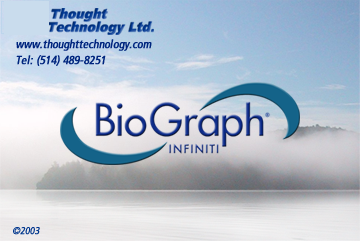 Thought
Technology Ltd.
www.thoughttechnology.com
Tel: (514) 489-8251
BioGraph®
INFINITI
©2003